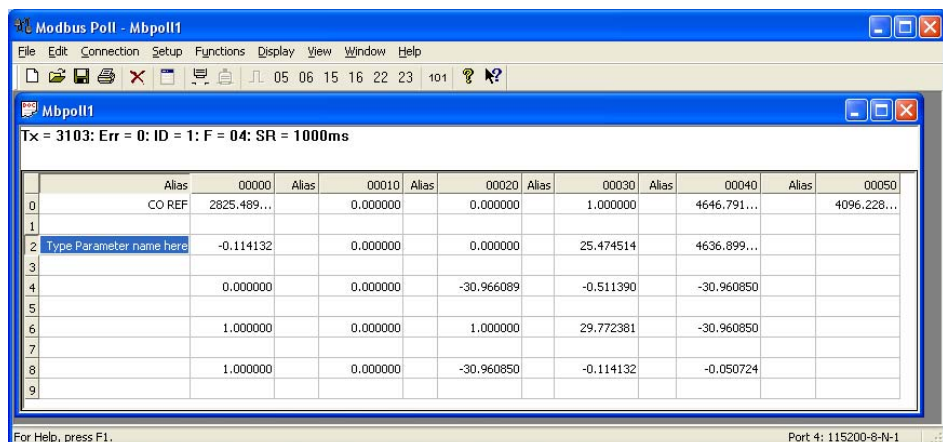 Modbus Poll - Mbpoll1
File Edit Connection Setup Functions Display View Window Help
05 06 15 16 22 23 101
Mbpoll1
Tx = 3103: Err = 0: ID = 1: F = 04: SR = 1000ms
Alias 00000 Alias 00010 Alias 00020 Alias 00030 Alias 00040 Alias 00050
0 CO REF 2825.489... 0.000000 0.000000 1.000000 4646.791... 4096.228...
1
2 Type Parameter name here -0.114132 0.000000 0.000000 25.474514 4636.899...
3
4 0.000000 0.000000 -30.966089 -0.511390 -30.960850
5
6 1.000000 0.000000 1.000000 29.772381 -30.960850
7
8 1.000000 0.000000 -30.960850 -0.114132 -0.050724
9
For Help, press F1. Port 4: 115200-8-N-1